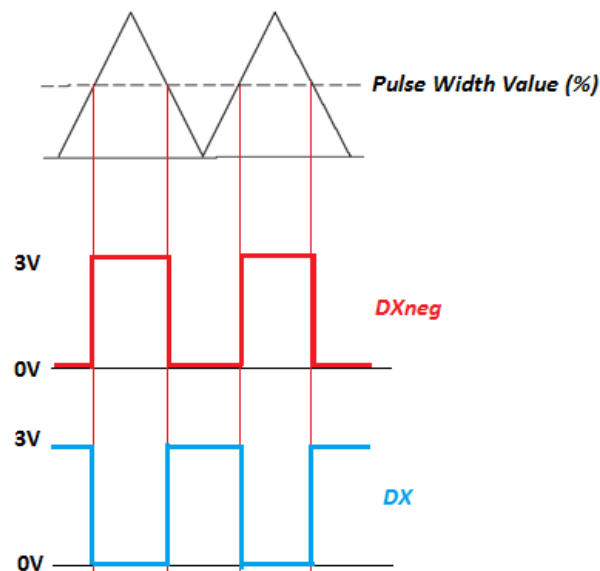 Pulse Width Value (%)
3V
DXneg
0V
3V
DX
0V